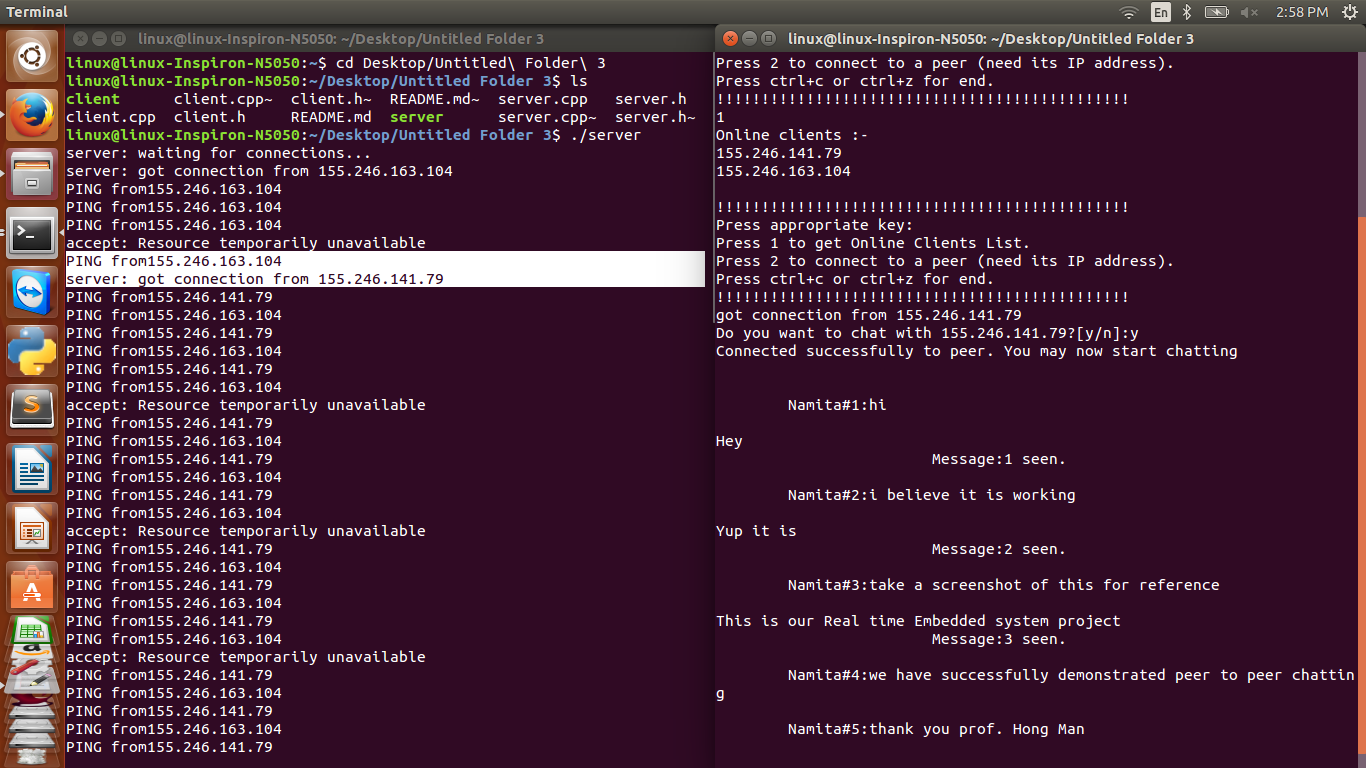 Terminal
En
2:58 PM
linux@linux-Inspiron-N5050: ~/Desktop/Untitled Folder 3
linux@linux-Inspiron-N5050:~$ cd Desktop/Untitled\ Folder\ 3
linux@linux-Inspiron-N5050:~/Desktop/Untitled Folder 3$ ls
client      client.cpp~  client.h~  README.md~  server.cpp   server.h
client.cpp  client.h     README.md  server      server.cpp~  server.h~
linux@linux-Inspiron-N5050:~/Desktop/Untitled Folder 3$ ./server
server: waiting for connections...
server: got connection from 155.246.163.104
PING from155.246.163.104
PING from155.246.163.104
PING from155.246.163.104
accept: Resource temporarily unavailable
PING from155.246.163.104
server: got connection from 155.246.141.79
PING from155.246.141.79
PING from155.246.163.104
PING from155.246.141.79
PING from155.246.163.104
PING from155.246.141.79
PING from155.246.163.104
accept: Resource temporarily unavailable
PING from155.246.141.79
PING from155.246.163.104
PING from155.246.141.79
PING from155.246.163.104
PING from155.246.141.79
PING from155.246.163.104
accept: Resource temporarily unavailable
PING from155.246.141.79
PING from155.246.163.104
PING from155.246.141.79
PING from155.246.163.104
PING from155.246.141.79
PING from155.246.163.104
accept: Resource temporarily unavailable
PING from155.246.141.79
PING from155.246.163.104
PING from155.246.141.79
PING from155.246.163.104
PING from155.246.141.79
linux@linux-Inspiron-N5050: ~/Desktop/Untitled Folder 3
Press 2 to connect to a peer (need its IP address).
Press ctrl+c or ctrl+z for end.
!!!!!!!!!!!!!!!!!!!!!!!!!!!!!!!!!!!!!!!!!!!!!!
1
Online clients :-
155.246.141.79
155.246.163.104
!!!!!!!!!!!!!!!!!!!!!!!!!!!!!!!!!!!!!!!!!!!!!!
Press appropriate key:
Press 1 to get Online Clients List.
Press 2 to connect to a peer (need its IP address).
Press ctrl+c or ctrl+z for end.
!!!!!!!!!!!!!!!!!!!!!!!!!!!!!!!!!!!!!!!!!!!!!!
got connection from 155.246.141.79
Do you want to chat with 155.246.141.79?[y/n]:y
Connected successfully to peer. You may now start chatting
Namita#1:hi
Hey
Message:1 seen.
Namita#2:i believe it is working
Yup it is
Message:2 seen.
Namita#3:take a screenshot of this for reference
This is our Real time Embedded system project
Message:3 seen.
Namita#4:we have successfully demonstrated peer to peer chattin
g
Namita#5:thank you prof. Hong Man